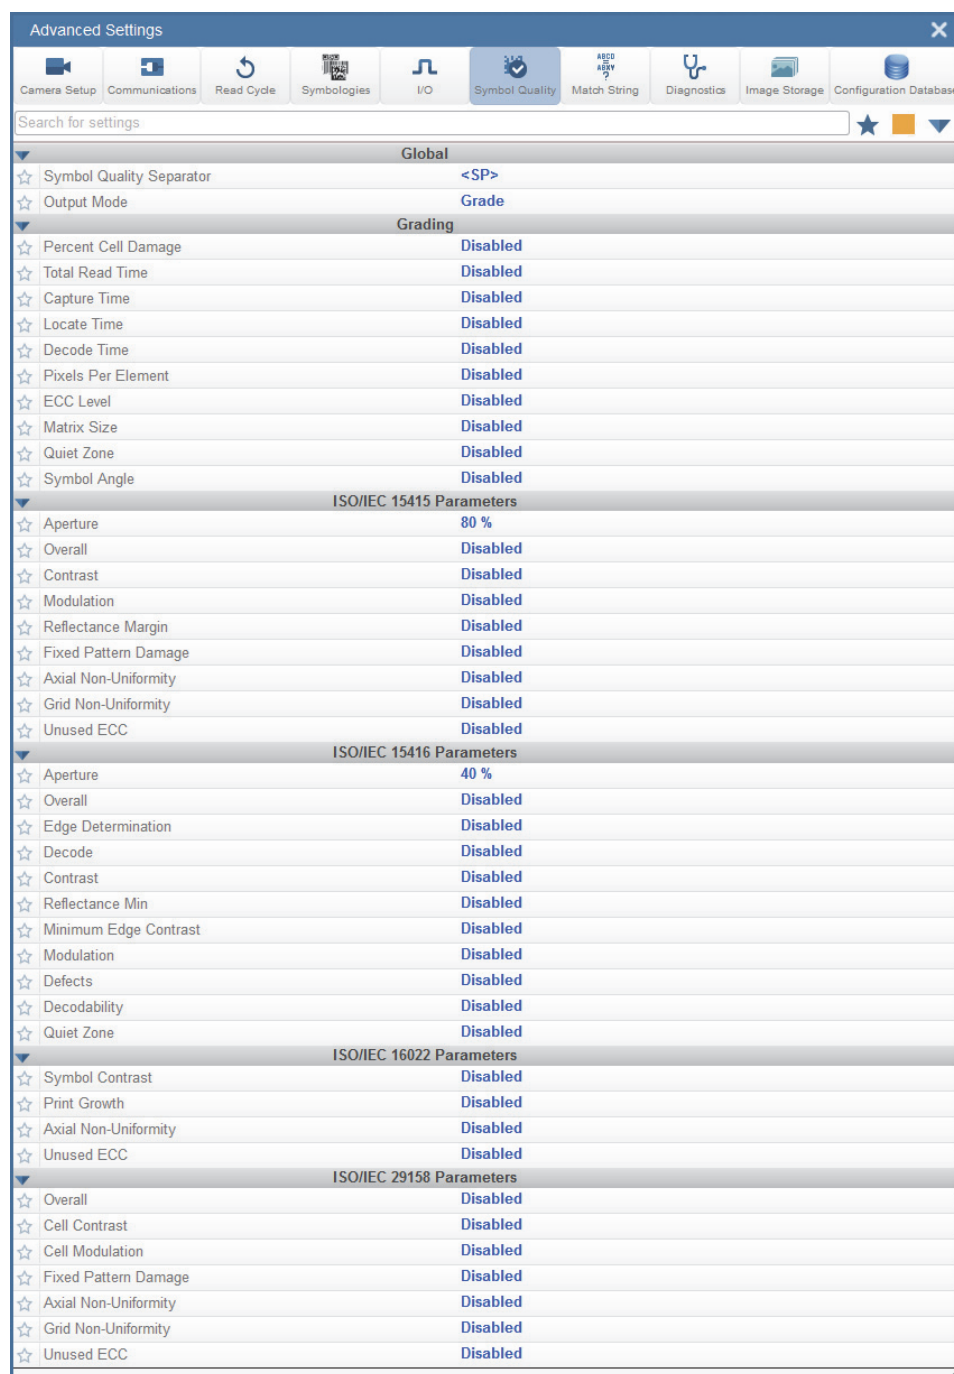 Advanced Settings
Camera Setup Communications Read Cycle Symbologies I/O Symbol Quality Match String Diagnostics Image Storage Configuration Databas
ABCD
ABXY
?
Search for settings
Global
Symbol Quality Separator <SP>
Output Mode Grade
Grading
Percent Cell Damage Disabled
Total Read Time Disabled
Capture Time Disabled
Locate Time Disabled
Decode Time Disabled
Pixels Per Element Disabled
ECC Level Disabled
Matrix Size Disabled
Quiet Zone Disabled
Symbol Angle Disabled
ISO/IEC 15415 Parameters
Aperture 80 %
Overall Disabled
Contrast Disabled
Modulation Disabled
Reflectance Margin Disabled
Fixed Pattern Damage Disabled
Axial Non-Uniformity Disabled
Grid Non-Uniformity Disabled
Unused ECC Disabled
ISO/IEC 15416 Parameters
Aperture 40 %
Overall Disabled
Edge Determination Disabled
Decode Disabled
Contrast Disabled
Reflectance Min Disabled
Minimum Edge Contrast Disabled
Modulation Disabled
Defects Disabled
Decodability Disabled
Quiet Zone Disabled
ISO/IEC 16022 Parameters
Symbol Contrast Disabled
Print Growth Disabled
Axial Non-Uniformity Disabled
Unused ECC Disabled
ISO/IEC 29158 Parameters
Overall Disabled
Cell Contrast Disabled
Cell Modulation Disabled
Fixed Pattern Damage Disabled
Axial Non-Uniformity Disabled
Grid Non-Uniformity Disabled
Unused ECC Disabled